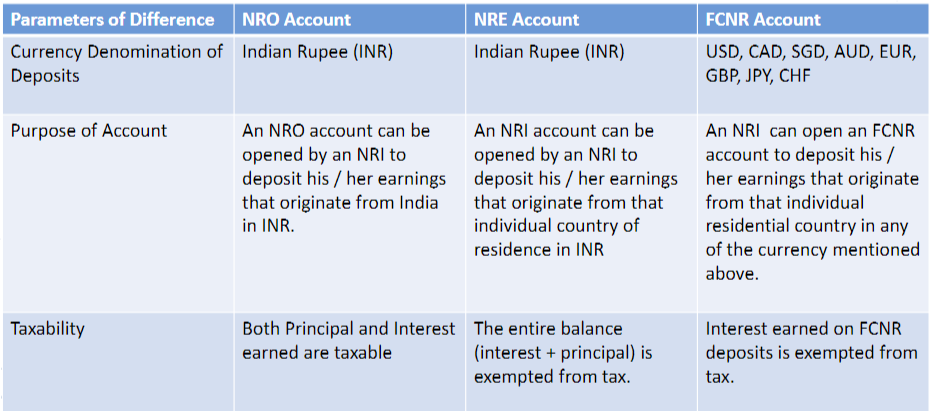 Parameters of Difference
NRO Account
NRE Account
FCNR Account
Currency Denomination of
Deposits
Indian Rupee (INR)
Indian Rupee (INR)
USD, CAD, SGD, AUD, EUR,
GBP, JPY, CHF
Purpose of Account
An NRO account can be
opened by an NRI to
deposit his / her earnings
that originate from India
in INR.
An NRI account can be
opened by an NRI to
deposit his / her earnings
that originate from that
individual country of
residence in INR
An NRI can open an FCNR
account to deposit his /
her earnings that originate
from that individual
residential country in any
of the currency mentioned
above.
Taxability
Both Principal and Interest
earned are taxable
The entire balance
(interest + principal) is
exempted from tax.
Interest earned on FCNR
deposits is exempted from
tax.